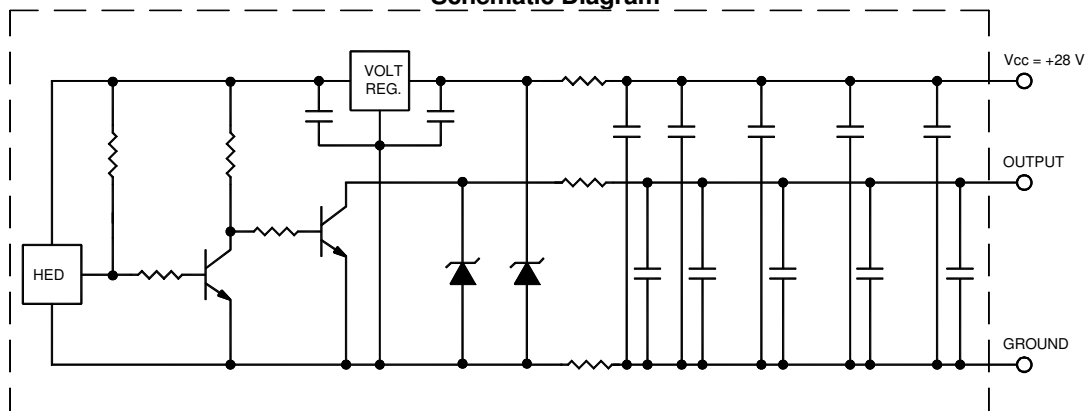 Schematic Diagram
VOLT
REG.
Vcc = +28 V
OUTPUT
HED
GROUND